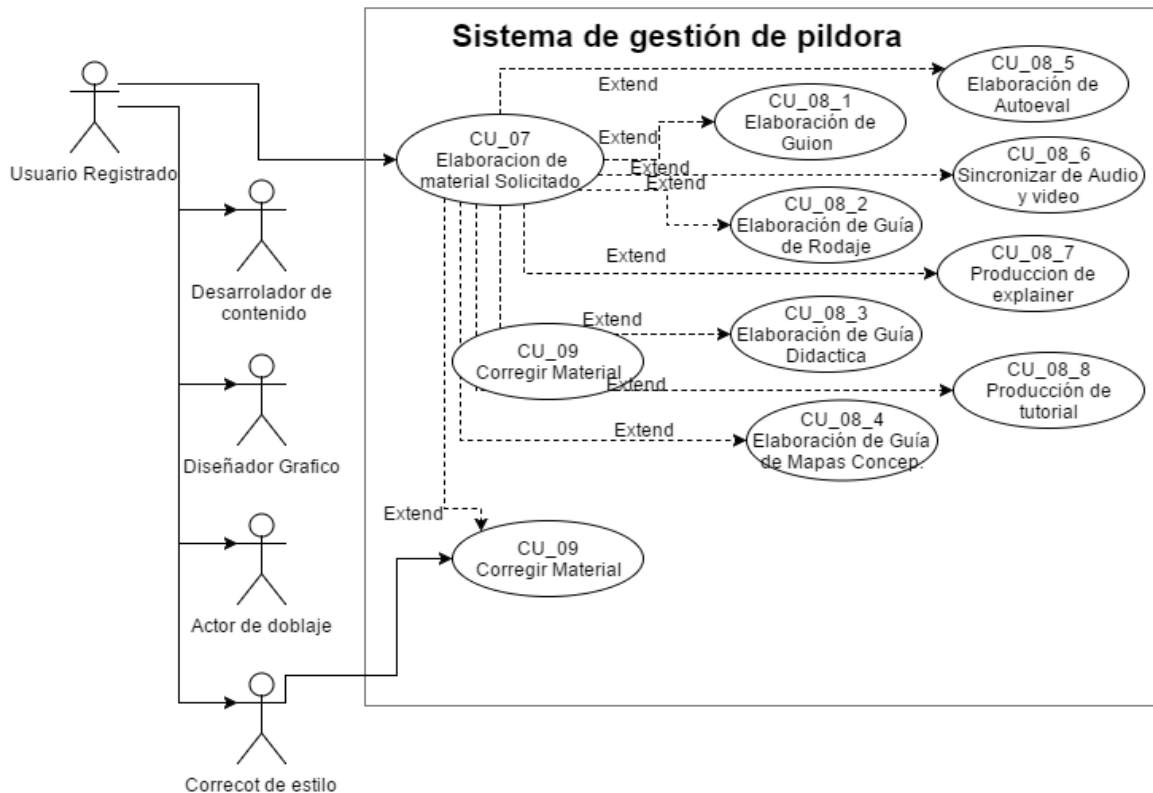 Sistema de gestión de pildora
Usuario Registrado
Desarrolador de
contenido
Diseñador Grafico
Actor de doblaje
Correcot de estilo
CU_07
Elaboracion de
material Solicitado
Extend
CU_08_5
Elaboración de
Autoeval
Extend
CU_08_1
Elaboración de
Guion
Extend
CU_08_6
Sincronizar de Audio
y video
Extend
CU_08_2
Elaboración de Guía
de Rodaje
Extend
CU_08_7
Produccion de
explainer
Extend
CU_08_3
Elaboración de Guía
Didactica
CU_09
Corregir Material
Extend
CU_08_8
Producción de
tutorial
Extend
CU_08_4
Elaboración de Guía
de Mapas Concep.
Extend
CU_09
Corregir Material